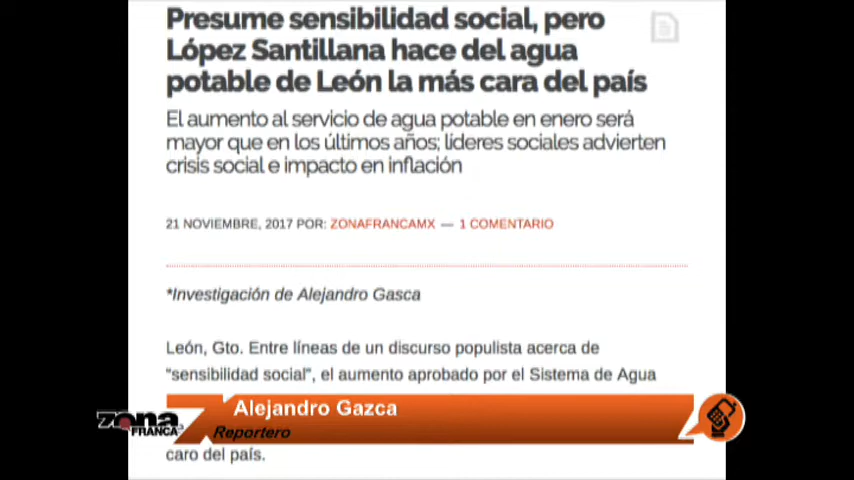 Presume sensibilidad social, pero
López Santillana hace del agua
potable de León la más cara del país
El aumento al servicio de agua potable en enero será
mayor que en los últimos años; líderes sociales advierten
crisis social e impacto en inflación
21 NOVIEMBRE, 2017 POR: ZONAFRANCAMX — 1 COMENTARIO
*Investigación de Alejandro Gasca
León, Gto. Entre líneas de un discurso populista acerca de
"sensibilidad social", el aumento aprobado por el Sistema de Agua
Alejandro Gazca
zona
FRANCA
Reportero
caro del país.